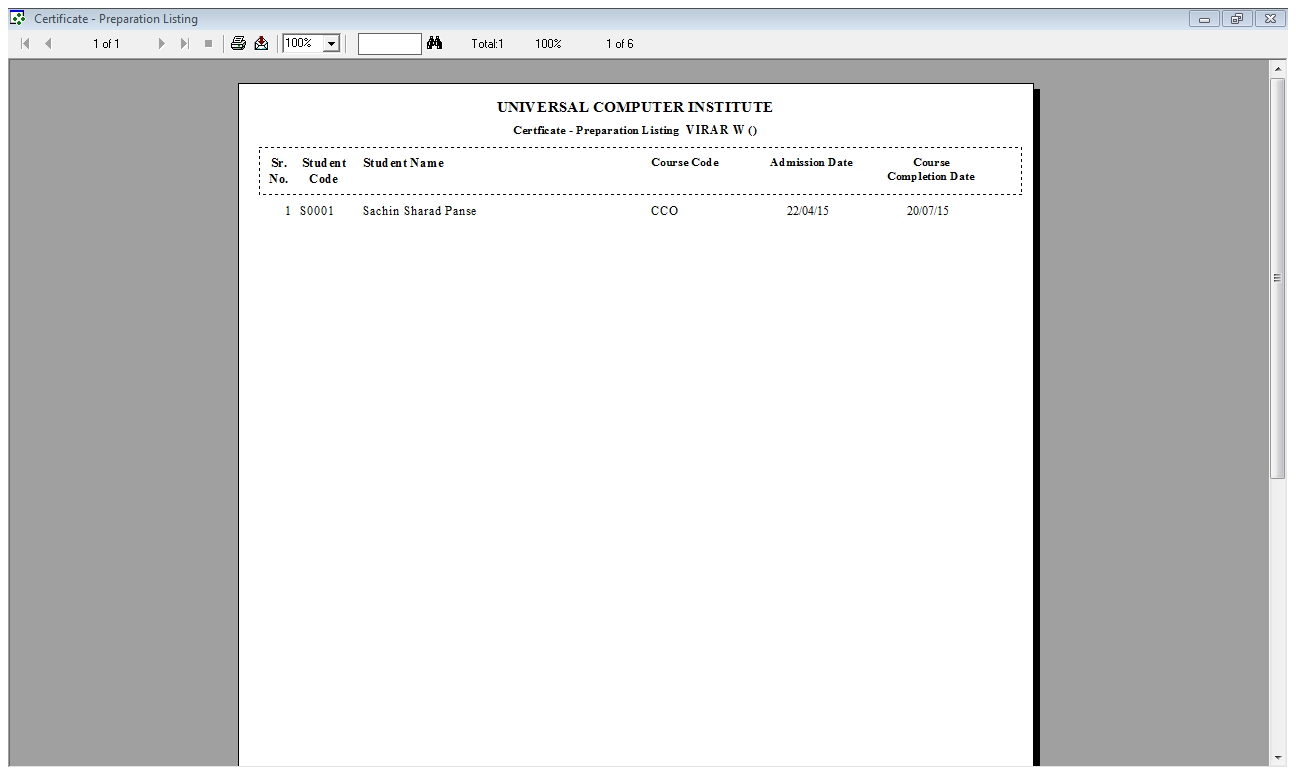 Certificate - Preparation Listing
1 of 1 100% Total:1 100% 1 of 6
UNIVERSAL COMPUTER INSTITUTE
Certficate - Preparation Listing VIRAR W ()
Sr. Student Student Name Course Code Admission Date Course
No. Code Completion Date
1 S0001 Sachin Sharad Panse CCO 22/04/15 20/07/15